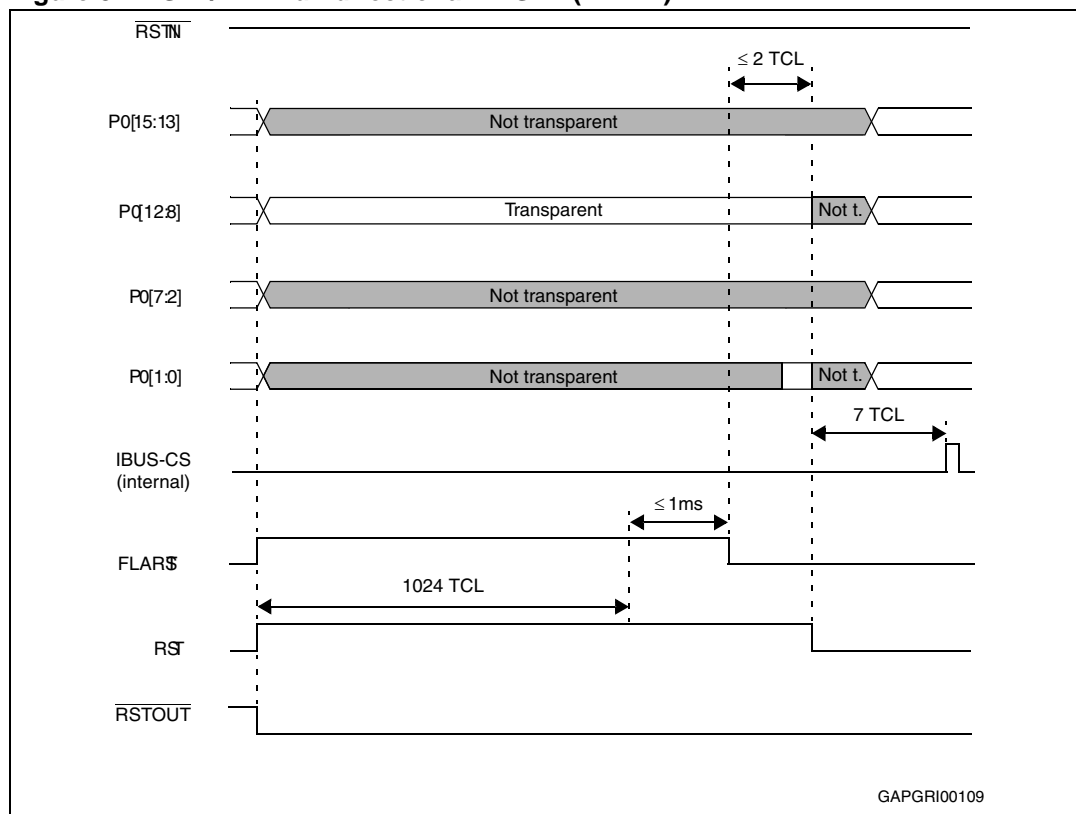 RSTIN
≤ 2 TCL
P0[15:13]
Not transparent
P0[12:8]
Transparent
Not t.
P0[7:2]
Not transparent
P0[1:0]
Not transparent
Not t.
7 TCL
IBUS-CS
(internal)
≤ 1ms
FLARST
1024 TCL
RST
RSTOUT
GAPGRI00109